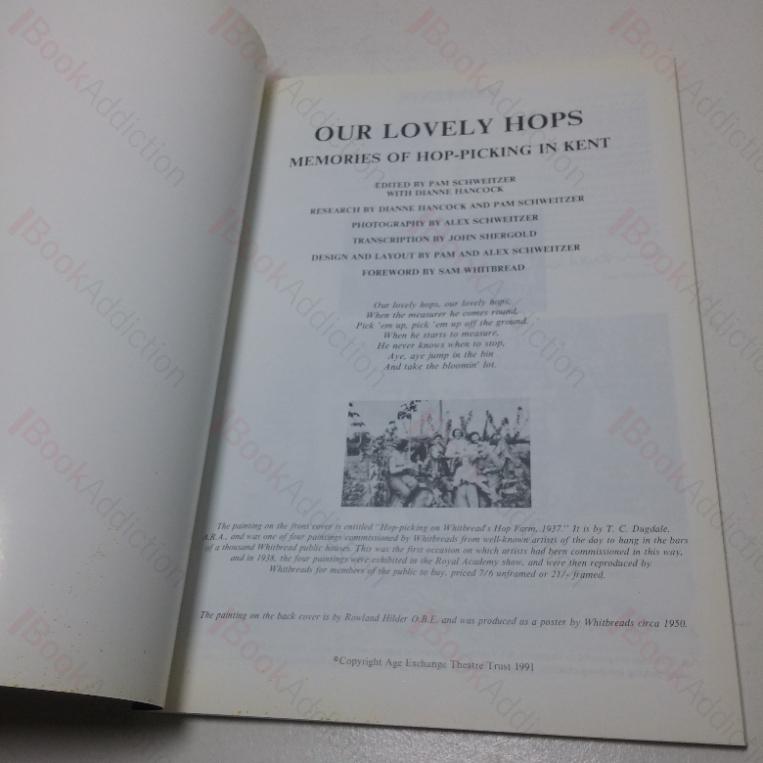 OUR LOVELY HOPS
MEMORIES OF HOP-PICKING IN KENT
EDITED BY PAM SCHWEITZER
WITH DIANNE HANCOCK
RESEARCH BY DIANNE HANCOCK AND PAM SCHWEITZER
PHOTOGRAPHY BY ALEX SCHWEITZER
TRANSCRIPTION BY JOHN SHERGOLD
DESIGN AND LAYOUT BY PAM AND ALEX SCHWEITZER
FOREWORD BY SAM WHITBREAD
Our lovely hops, our lovely hops,
When the measurer he comes round,
Pick 'em up, pick 'em up off the ground.
When he starts to measure,
He never knows when to stop,
Aye, aye jump in the bin
And take the bloomin' lot.
The painting on the front cover is entitled "Hop-picking on Whitbread's Hop Farm, 1937." It is by T. C. Dugdale,
A.R.A., and was one of four paintings commissioned by Whitbreads from well-known artists of the day to hang in the bars
of a thousand Whitbread public houses. This was the first occasion on which artists had been commissioned in this way,
and in 1938, the four paintings were exhibited in the Royal Academy show, and were then reproduced by
Whitbreads for members of the public to buy, priced 7/6 unframed or 21/- framed.
The painting on the back cover is by Rowland Hilder O.B.E. and was produced as a poster by Whitbreads circa 1950.
©Copyright Age Exchange Theatre Trust 1991
BookAddiction